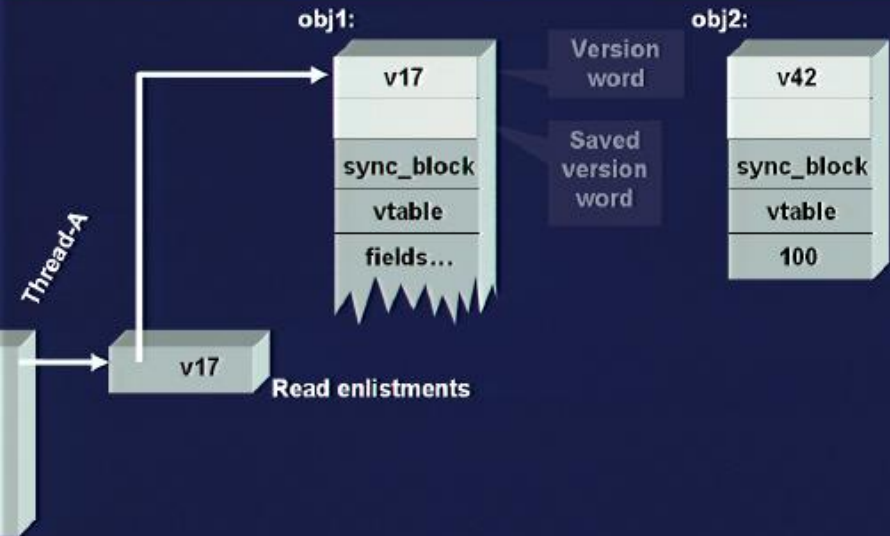 obj1:
obj2:
v17
Version
word
v42
Saved
version
word
sync_block
sync_block
vtable
vtable
fields...
100
Thread-A
v17
Read enlistments